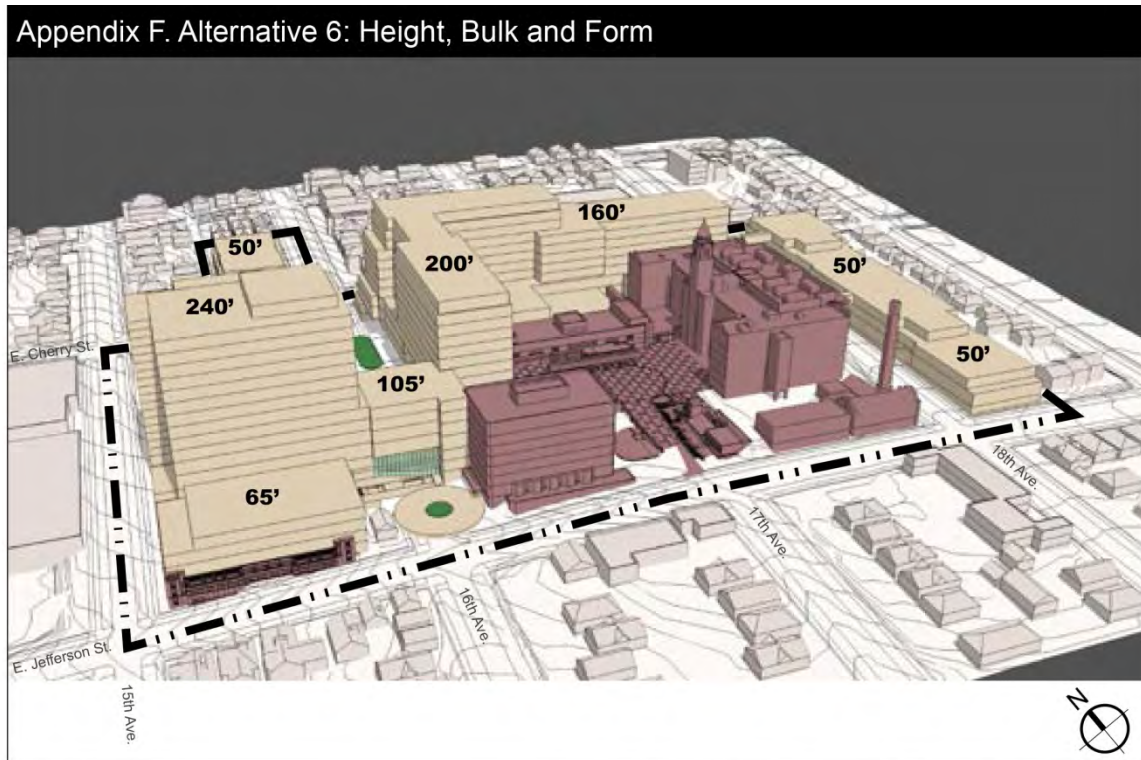 Appendix F. Alternative 6: Height, Bulk and Form
160'
50'
200'
50'
240'
E. Cherry St.
50'
105'
65'
18th Ave.
17th Ave.
16th Ave.
E. Jefferson St.
15th Ave.
N